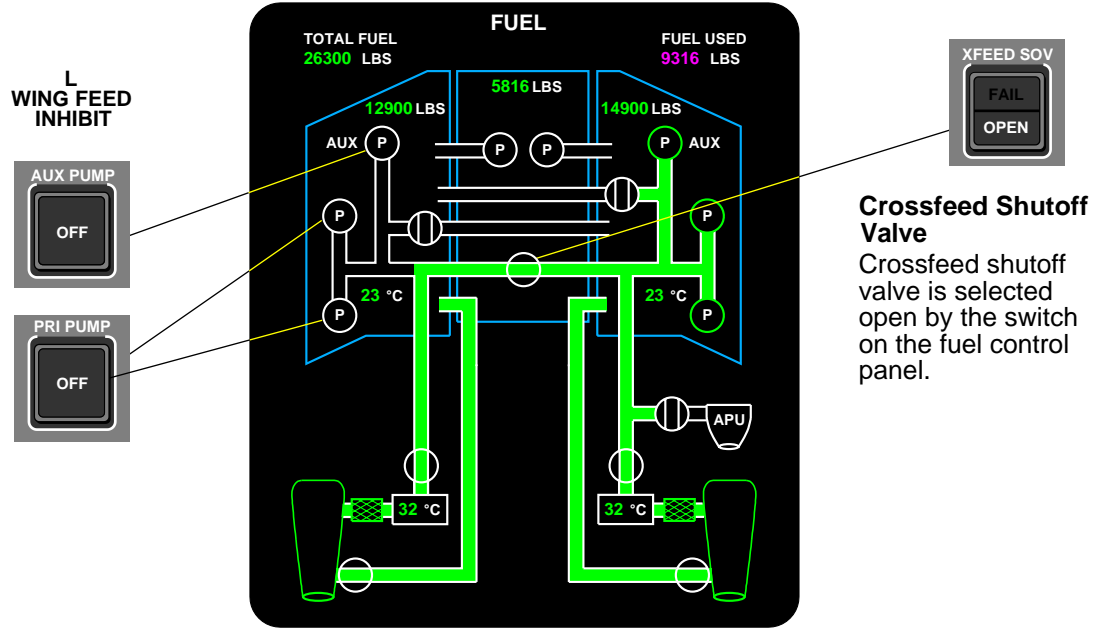 FUEL
TOTAL FUEL
26300 LBS
FUEL USED
9316 LBS
5816 LBS
12900 LBS
14900 LBS
AUX P
P
P
P AUX
P
P
23 °C
23 °C
P
P
APU
32 °C
32 °C
L
WING FEED
INHIBIT
AUX PUMP
OFF
PRI PUMP
OFF
XFEED SOV
FAIL
OPEN
Crossfeed Shutoff
Valve
Crossfeed shutoff
valve is selected
open by the switch
on the fuel control
panel.